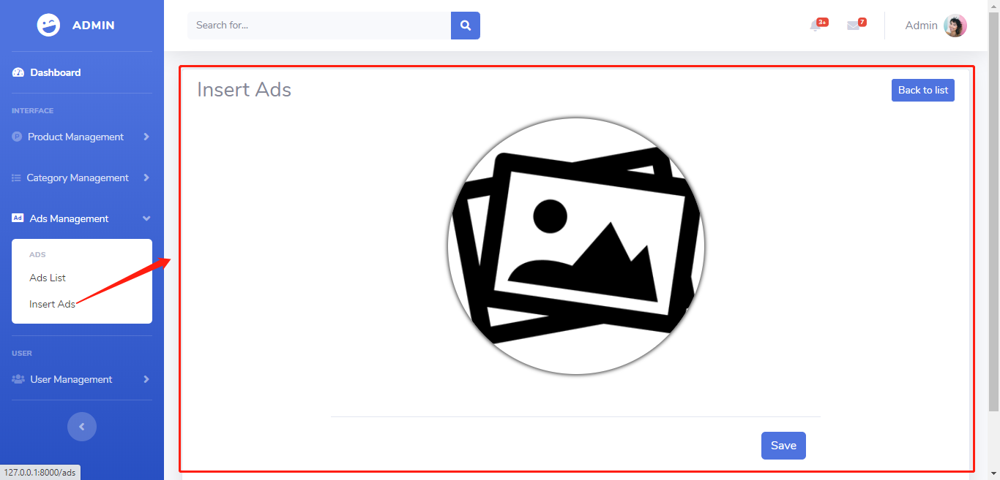 ADMIN
Search for...
3+
7
Admin
Dashboard
INTERFACE
Product Management
Category Management
Ad
Ads Management
ADS
Ads List
Insert Ads
USER
User Management
Insert Ads
Back to list
Save
127.0.0.1:8000/ads